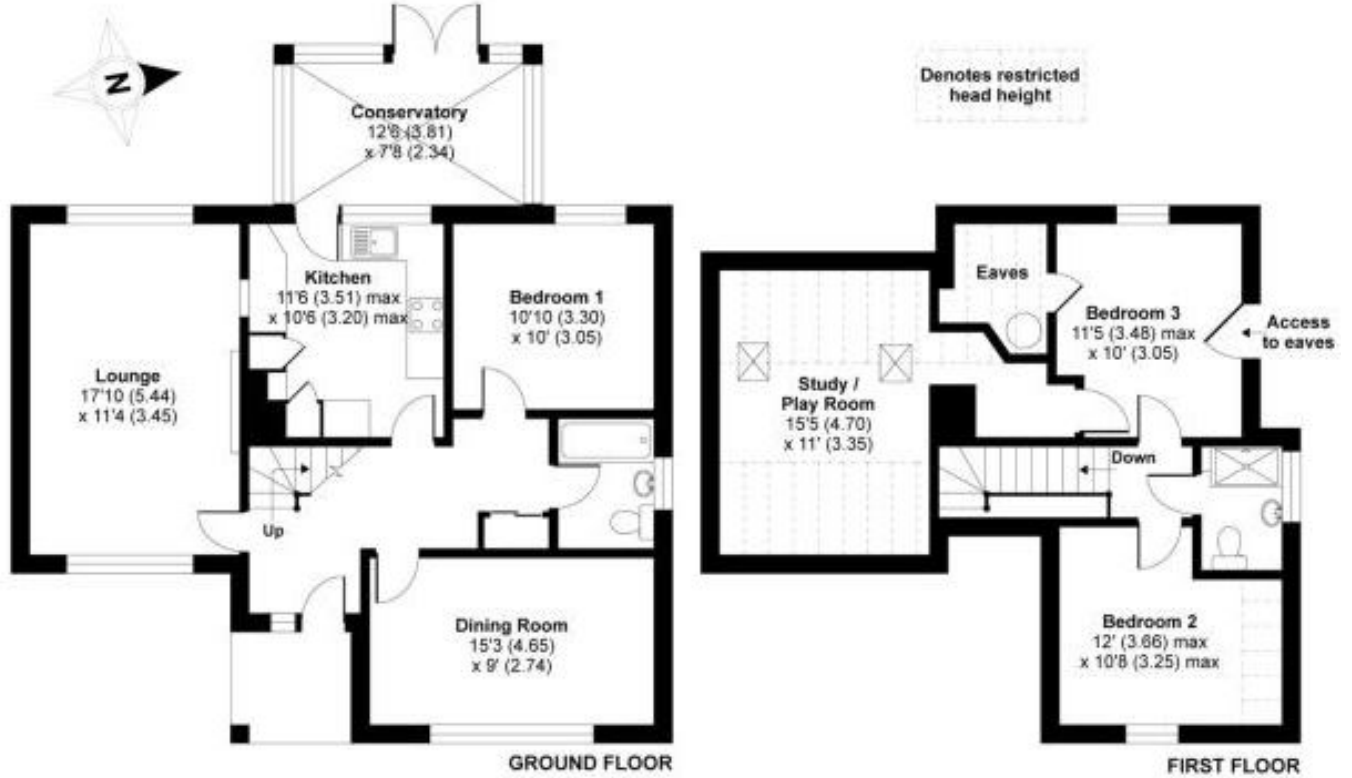 N
Conservatory
12'6 (3.81)
x 7'8 (2.34)
Kitchen
11'6 (3.51) max
x 10'6 (3.20) max
Bedroom 1
10'10 (3.30)
x 10' (3.05)
Lounge
17'10 (5.44)
x 11'4 (3.45)
Up
Dining Room
15'3 (4.65)
x 9' (2.74)
GROUND FLOOR
Denotes restricted
head height
Eaves
Bedroom 3
11'5 (3.48) max
x 10' (3.05)
Access
to eaves
Study /
Play Room
15'5 (4.70)
x 11' (3.35)
Down
Bedroom 2
12' (3.66) max
x 10'8 (3.25) max
FIRST FLOOR